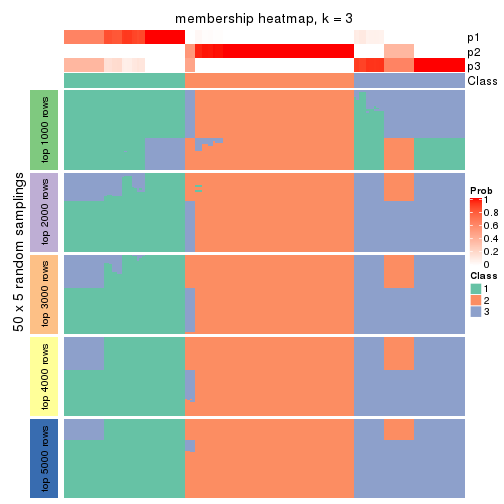 membership heatmap, k = 3
p1
p2
p3
Class
50 x 5 random samplings
top 1000 rows
top 2000 rows
top 3000 rows
top 4000 rows
top 5000 rows
Prob
1
0.8
0.6
0.4
0.2
0
Class
1
2
3